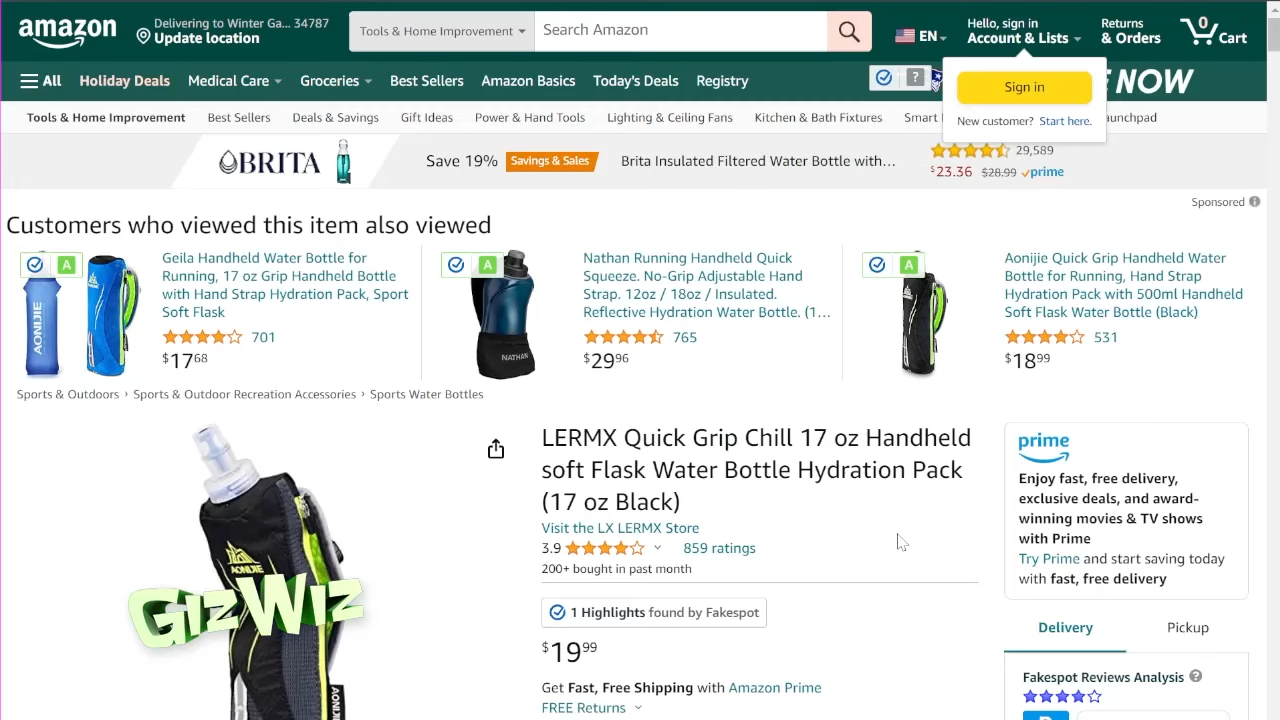 amazon
Delivering to Winter Ga... 34787
Update location
Tools & Home Improvement
Search Amazon
EN
Hello, sign in
Account & Lists
Returns
& Orders
0
Cart
All
Holiday Deals
Medical Care
Groceries
Best Sellers
Amazon Basics
Today's Deals
Registry
?
NOW
Sign in
New customer? Start here.
Tools & Home Improvement
Best Sellers
Deals & Savings
Gift Ideas
Power & Hand Tools
Lighting & Ceiling Fans
Kitchen & Bath Fixtures
Smart
aunchpad
BRITA
Save 19%
Savings & Sales
Brita Insulated Filtered Water Bottle with...
29,589
$23.36 $28.99 prime
Sponsored
Customers who viewed this item also viewed
A
Geila Handheld Water Bottle for
Running, 17 oz Grip Handheld Bottle
with Hand Strap Hydration Pack, Sport
Soft Flask
701
$17 68
AONIJIE
A
Nathan Running Handheld Quick
Squeeze. No-Grip Adjustable Hand
Strap. 12oz / 18oz / Insulated.
Reflective Hydration Water Bottle. (1...
765
$29 96
NATHAN
A
Aonijie Quick Grip Handheld Water
Bottle for Running, Hand Strap
Hydration Pack with 500ml Handheld
Soft Flask Water Bottle (Black)
531
$18 99
Sports & Outdoors › Sports & Outdoor Recreation Accessories › Sports Water Bottles
AONIJIE
GIZWIZ
AONIJIE
LERMX Quick Grip Chill 17 oz Handheld
soft Flask Water Bottle Hydration Pack
(17 oz Black)
Visit the LX LERMX Store
3.9
859 ratings
200+ bought in past month
1 Highlights found by Fakespot
$19 99
Get Fast, Free Shipping with Amazon Prime
FREE Returns
prime
Enjoy fast, free delivery,
exclusive deals, and award-
winning movies & TV shows
with Prime
Try Prime and start saving today
with fast, free delivery
Delivery
Pickup
Fakespot Reviews Analysis ?